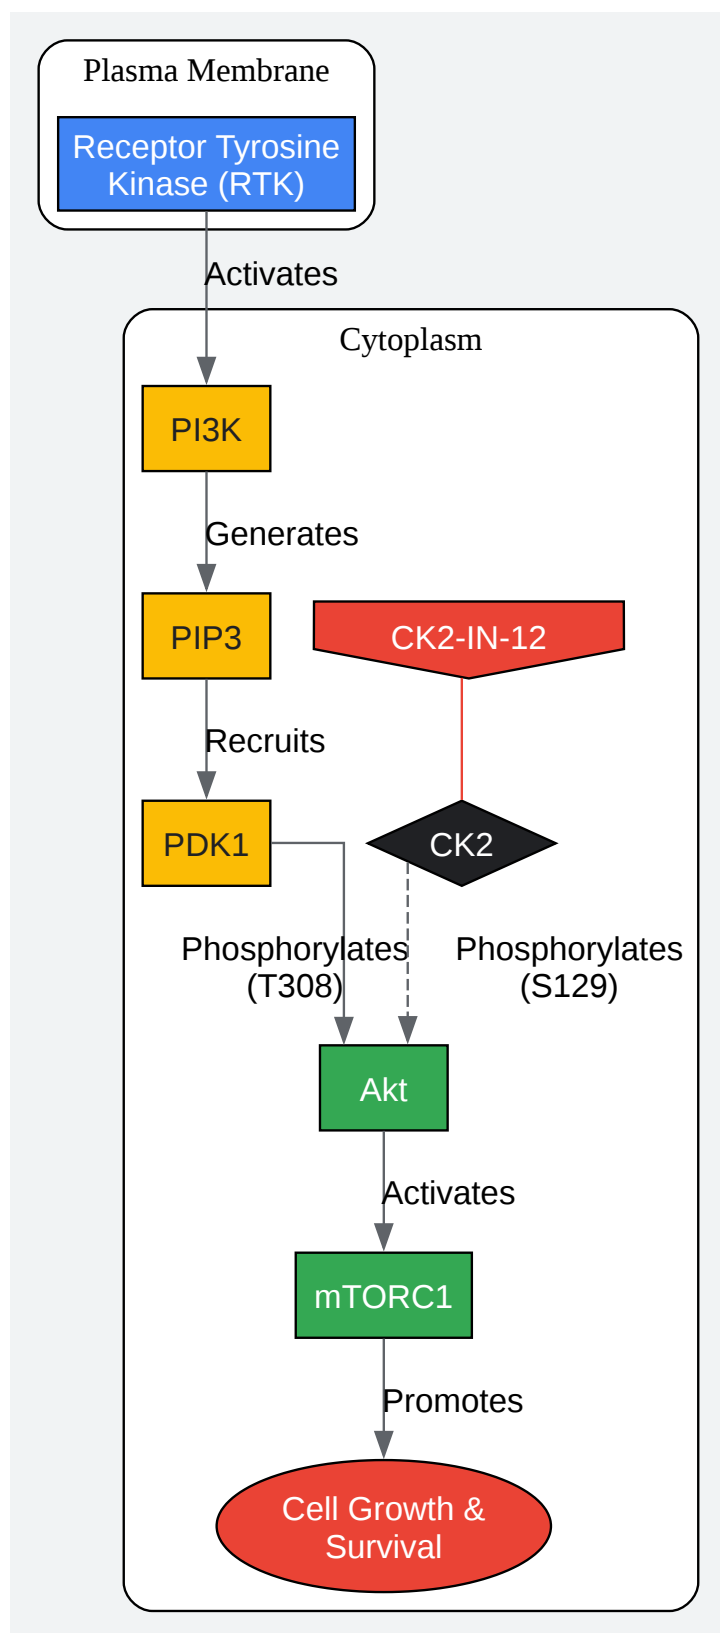 Plasma Membrane
Receptor Tyrosine
Kinase (RTK)
Activates
Cytoplasm
PI3K
Generates
PIP3
CK2-IN-12
Recruits
PDK1
CK2
Phosphorylates
(T308)
Phosphorylates
(S129)
Akt
Activates
mTORC1
Promotes
Cell Growth &
Survival